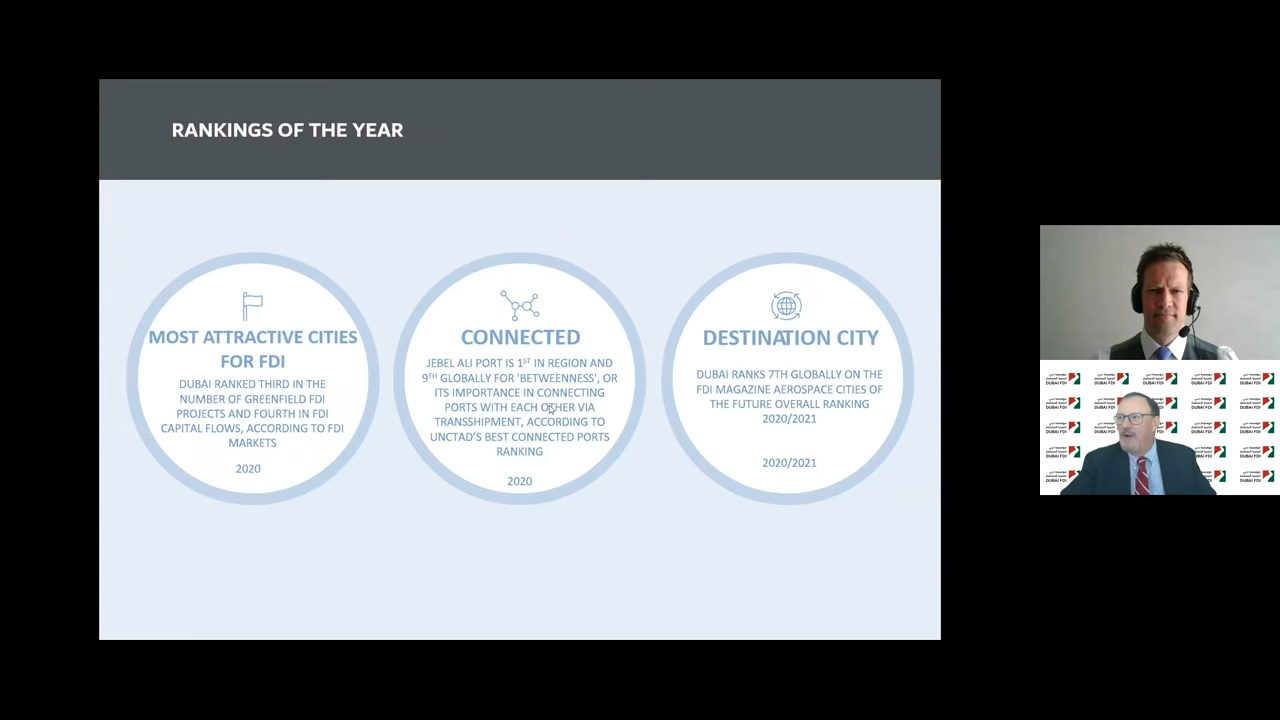 RANKINGS OF THE YEAR
MOST ATTRACTIVE CITIES
FOR FDI
DUBAI RANKED THIRD IN THE
NUMBER OF GREENFIELD FDI
PROJECTS AND FOURTH IN FDI
CAPITAL FLOWS, ACCORDING TO FDI
MARKETS
2020
CONNECTED
JEBEL ALI PORT IS 1ST IN REGION AND
9TH GLOBALLY FOR 'BETWEENNESS', OR
ITS IMPORTANCE IN CONNECTING
PORTS WITH EACH OTHER VIA
TRANSSHIPMENT, ACCORDING TO
UNCTAD'S BEST CONNECTED PORTS
RANKING
2020
DESTINATION CITY
DUBAI RANKS 7TH GLOBALLY ON THE
FDI MAGAZINE AEROSPACE CITIES OF
THE FUTURE OVERALL RANKING
2020/2021
2020/2021
DUBAI FDI